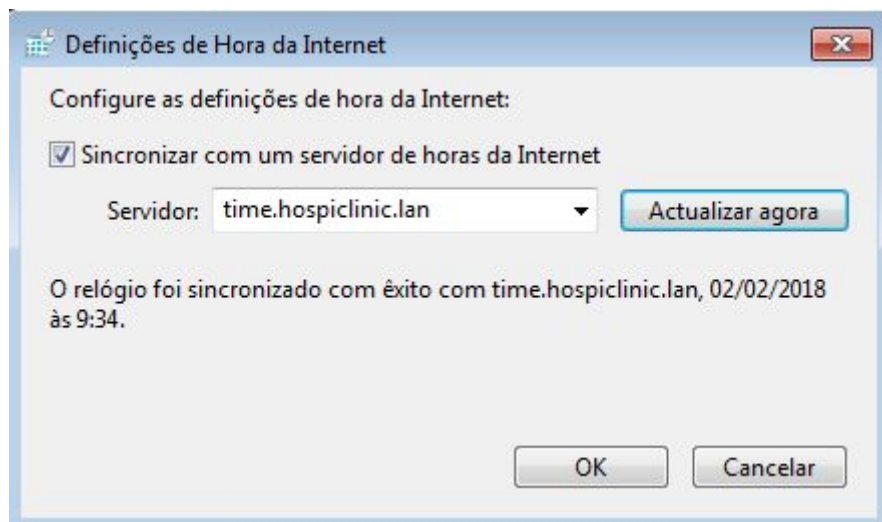 Definições de Hora da Internet
Configure as definições de hora da Internet:
Sincronizar com um servidor de horas da Internet
Servidor: time.hospiclinic.lan Actualizar agora
O relógio foi sincronizado com êxito com time.hospiclinic.lan, 02/02/2018
às 9:34.
OK Cancelar